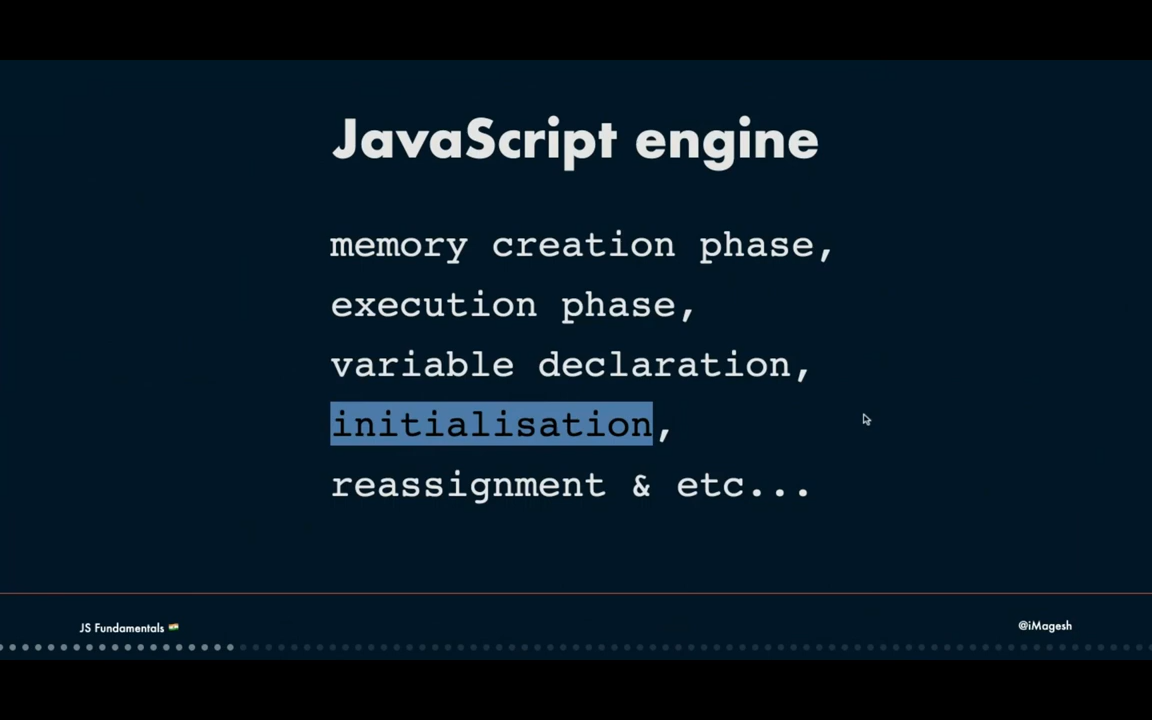 JavaScript engine
memory creation phase,
execution phase,
variable declaration,
initialisation,
reassignment & etc...
JS Fundamentals 🇮🇳
@iMagesh